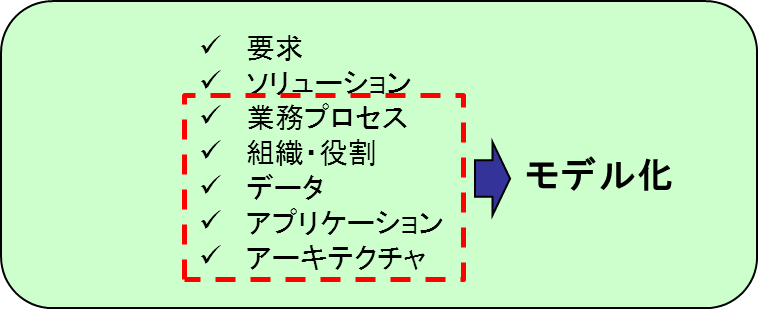 ✓ 要求
✓ ソリューション
✓ 業務プロセス
✓ 組織・役割
✓ データ
✓ アプリケーション
✓ アーキテクチャ
モデル化